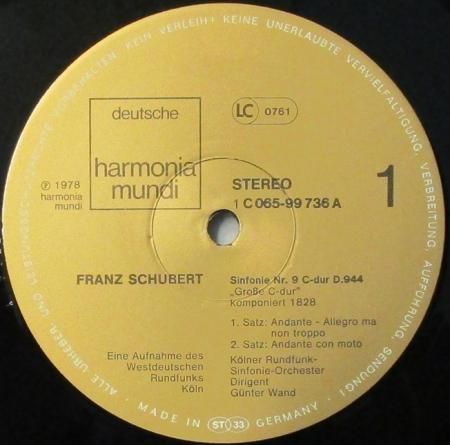 ALLE URHEBER- UND LEISTUNGSSCHUTZRECHTE VORBEHALTEN · KEIN VERLEIH · KEINE UNERLAUBTE VERVIELFÄLTIGUNG, VERBREITUNG, AUFFÜHRUNG, SENDUNG!
deutsche
harmonia
mundi
LC 0761
℗ 1978
harmonia
mundi
STEREO
1 C 065-99 736 A
1
FRANZ SCHUBERT
Sinfonie Nr. 9 C-dur D.944
„Große C-dur"
Komponiert 1828
1. Satz: Andante - Allegro ma
non troppo
2. Satz: Andante con moto
Eine Aufnahme des
Westdeutschen
Rundfunks
Köln
Kölner Rundfunk-
Sinfonie-Orchester
Dirigent
Günter Wand
MADE IN ST 33 GERMANY